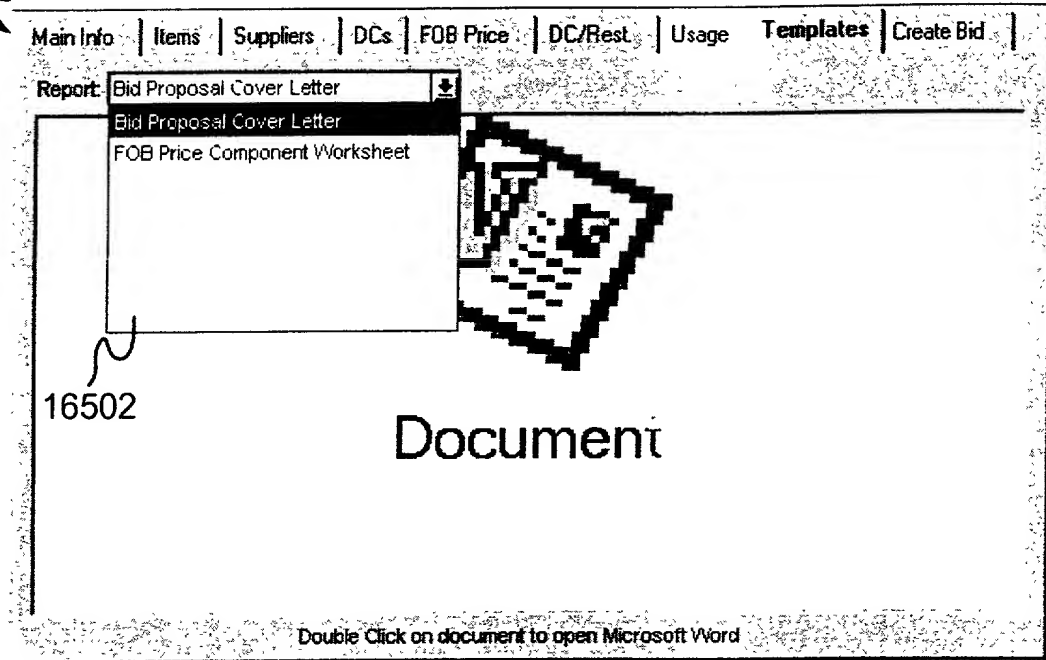 Main Info Items Suppliers DCs FOB Price DC/Rest. Usage Templates Create Bid
Report: Bid Proposal Cover Letter
Bid Proposal Cover Letter
FOB Price Component Worksheet
16502
Document
Double Click on document to open Microsoft Word